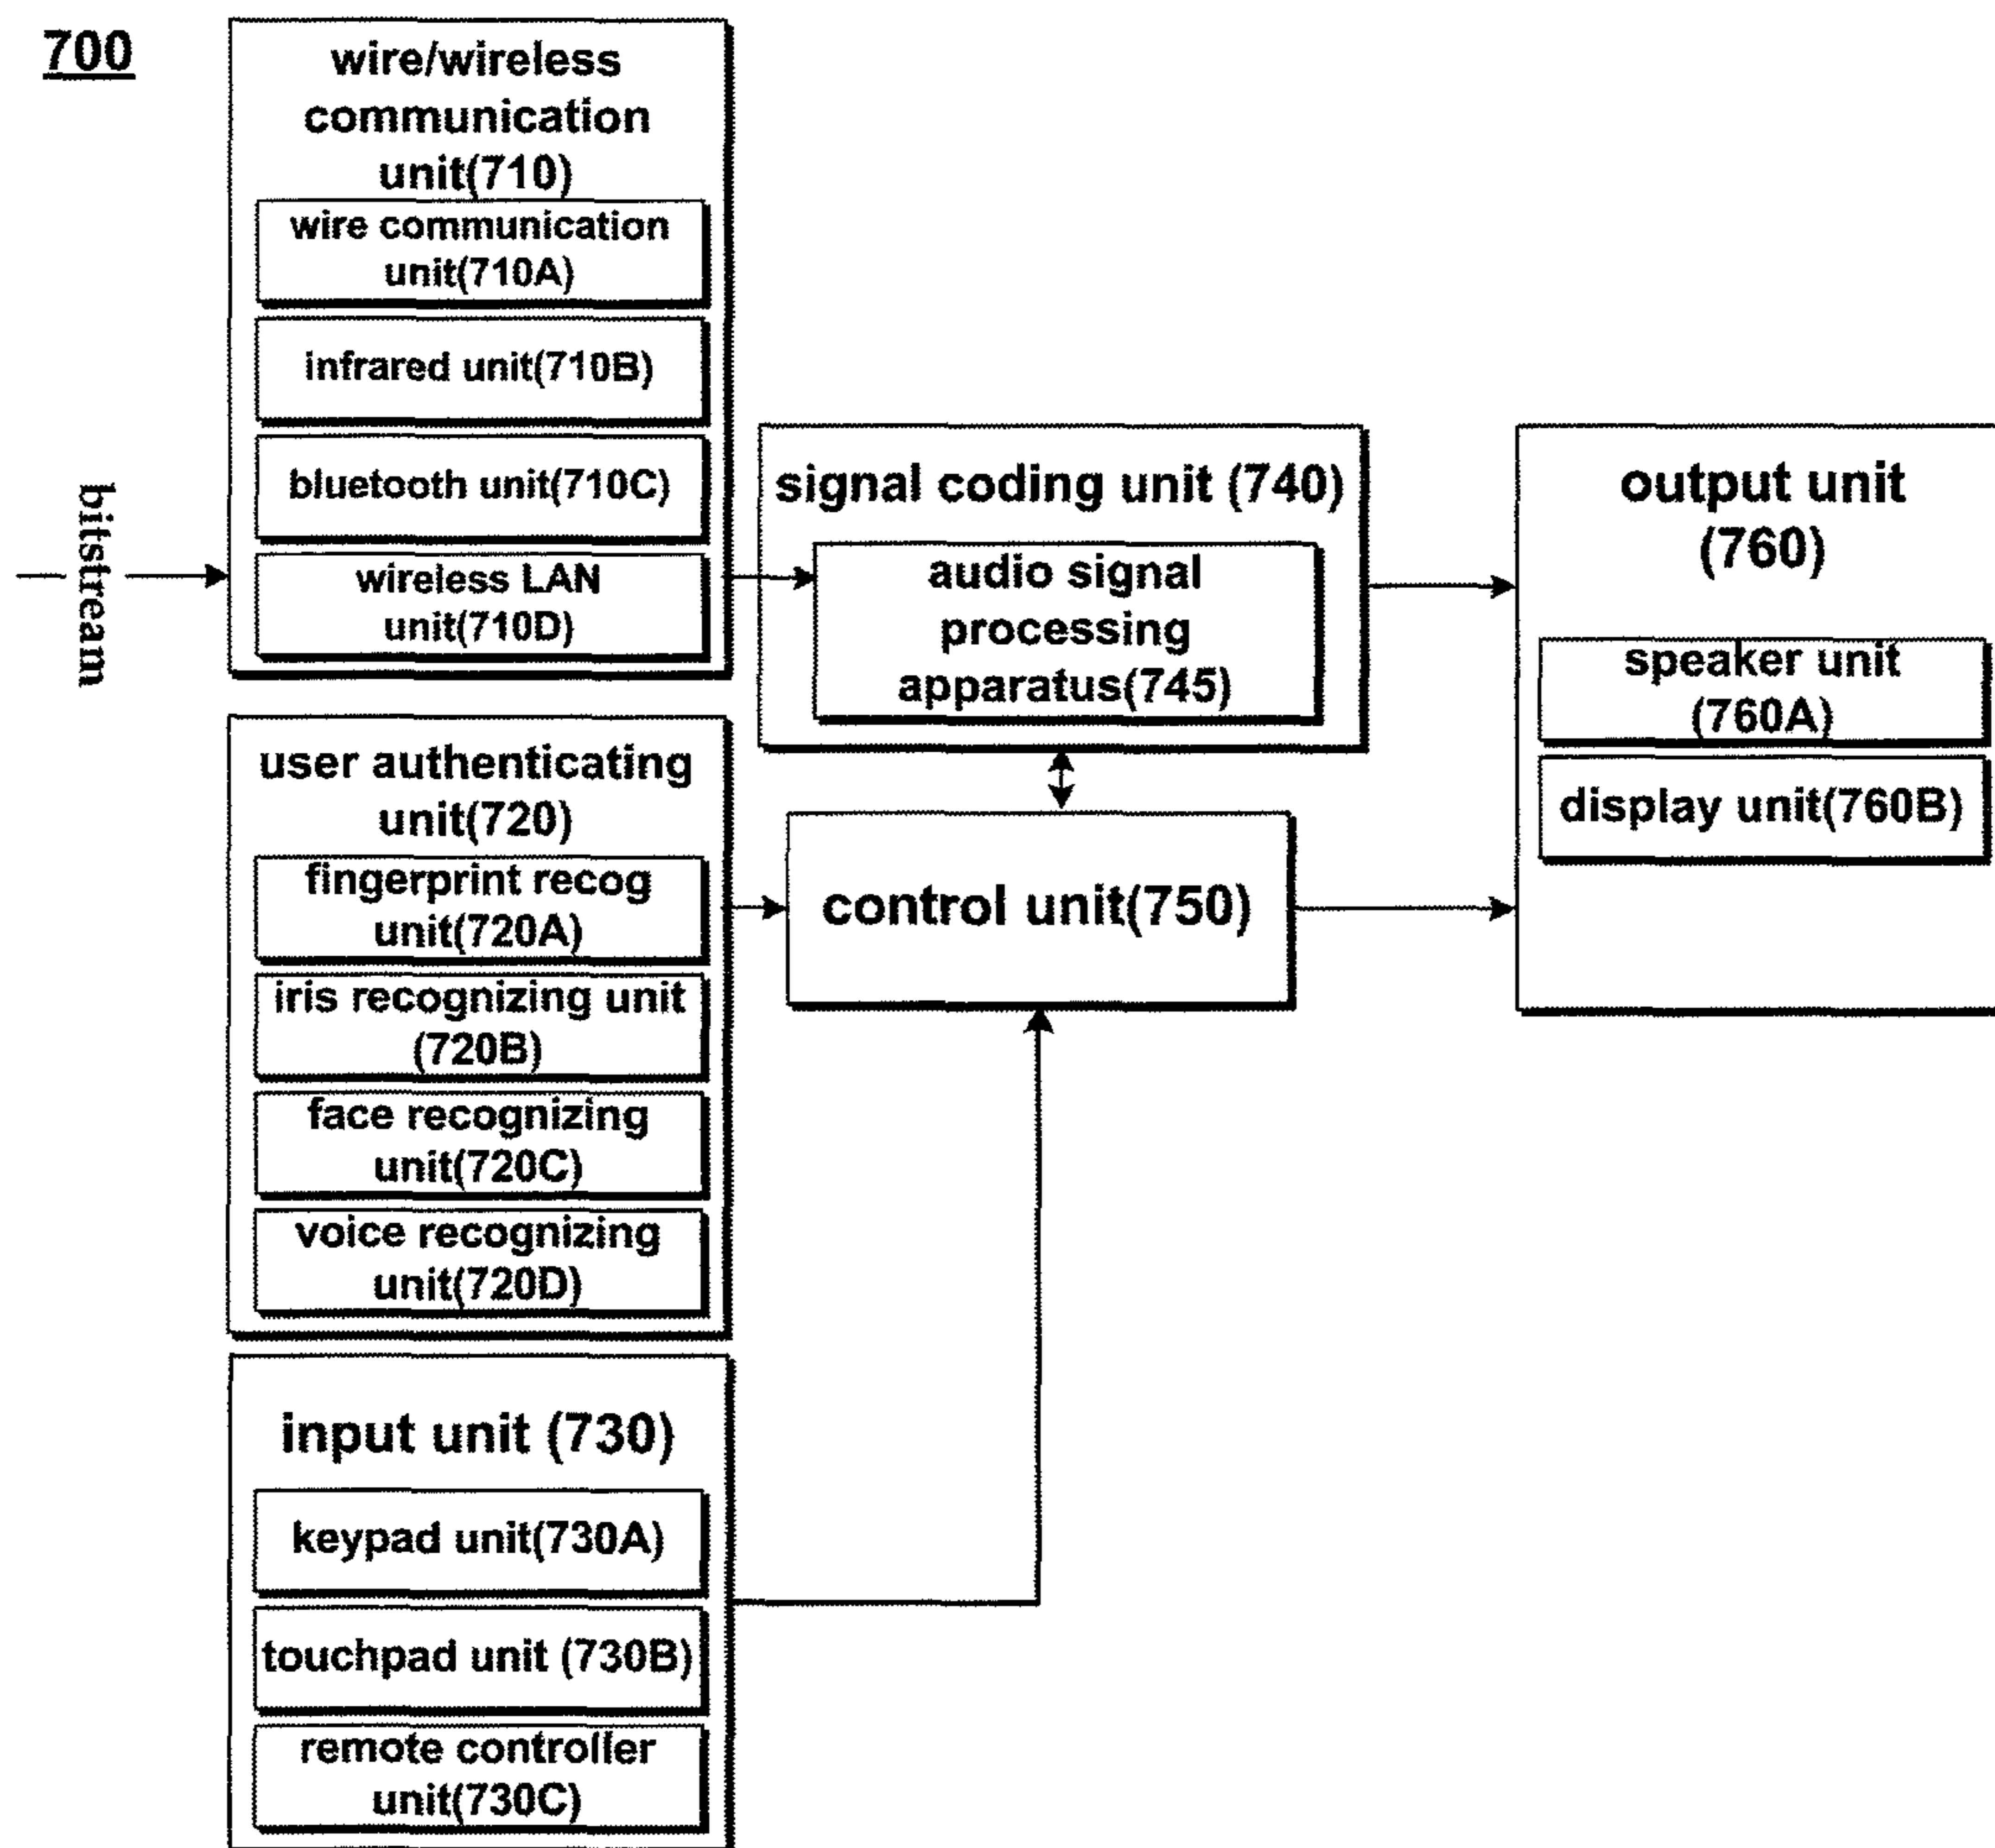 700
wire/wireless
communication
unit(710)
wire communication
unit(710A)
infrared unit(710B)
bluetooth unit(710C)
wireless LAN
unit(710D)
bitstream
signal coding unit (740)
audio signal
processing
apparatus(745)
output unit
(760)
speaker unit
(760A)
display unit(760B)
user authenticating
unit(720)
fingerprint recog
unit(720A)
iris recognizing unit
(720B)
face recognizing
unit(720C)
voice recognizing
unit(720D)
control unit(750)
input unit (730)
keypad unit(730A)
touchpad unit (730B)
remote controller
unit(730C)